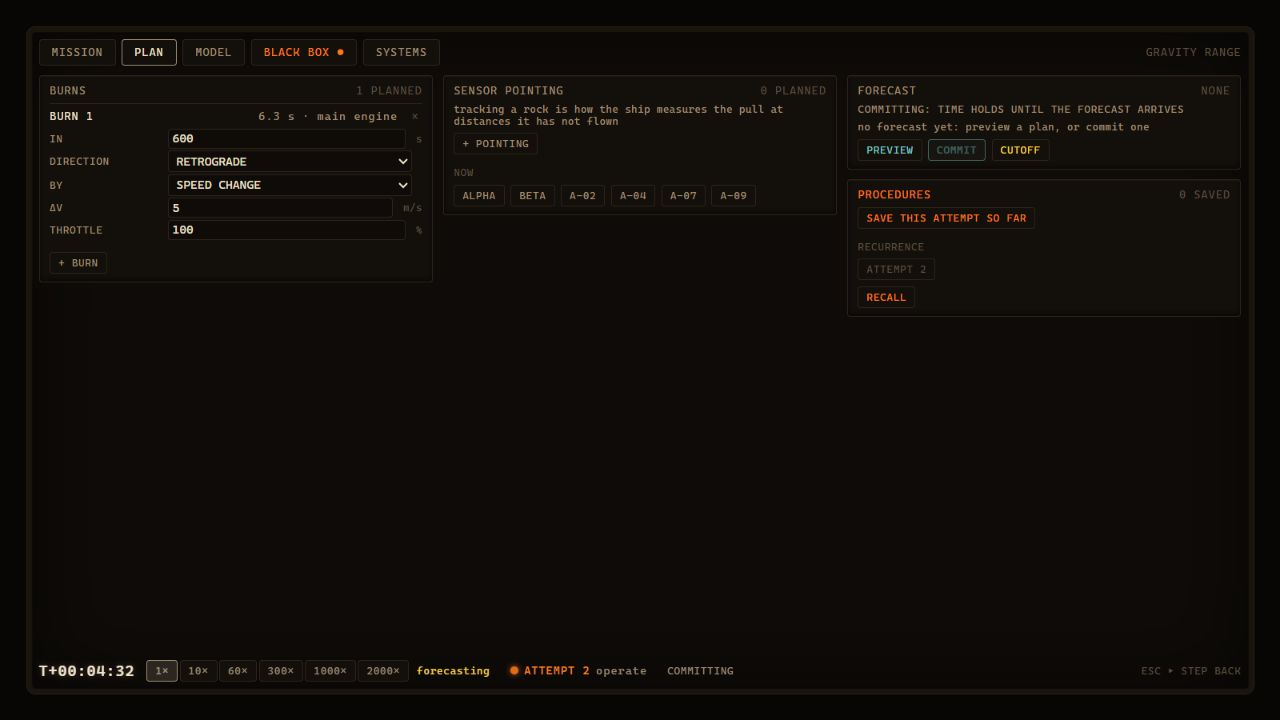 MISSION PLAN MODEL BLACK BOX SYSTEMS GRAVITY RANGE
BURNS 1 PLANNED
BURN 1 6.3 s · main engine ×
IN 600 s
DIRECTION RETROGRADE
BY SPEED CHANGE
ΔV 5 m/s
THROTTLE 100 %
+ BURN
SENSOR POINTING 0 PLANNED
tracking a rock is how the ship measures the pull at
distances it has not flown
+ POINTING
NOW
ALPHA BETA A-02 A-04 A-07 A-09
FORECAST NONE
COMMITTING: TIME HOLDS UNTIL THE FORECAST ARRIVES
no forecast yet: preview a plan, or commit one
PREVIEW COMMIT CUTOFF
PROCEDURES 0 SAVED
SAVE THIS ATTEMPT SO FAR
RECURRENCE
ATTEMPT 2
RECALL
T+00:04:32 1× 10× 60× 300× 1000× 2000× forecasting ATTEMPT 2 operate COMMITTING ESC ▸ STEP BACK